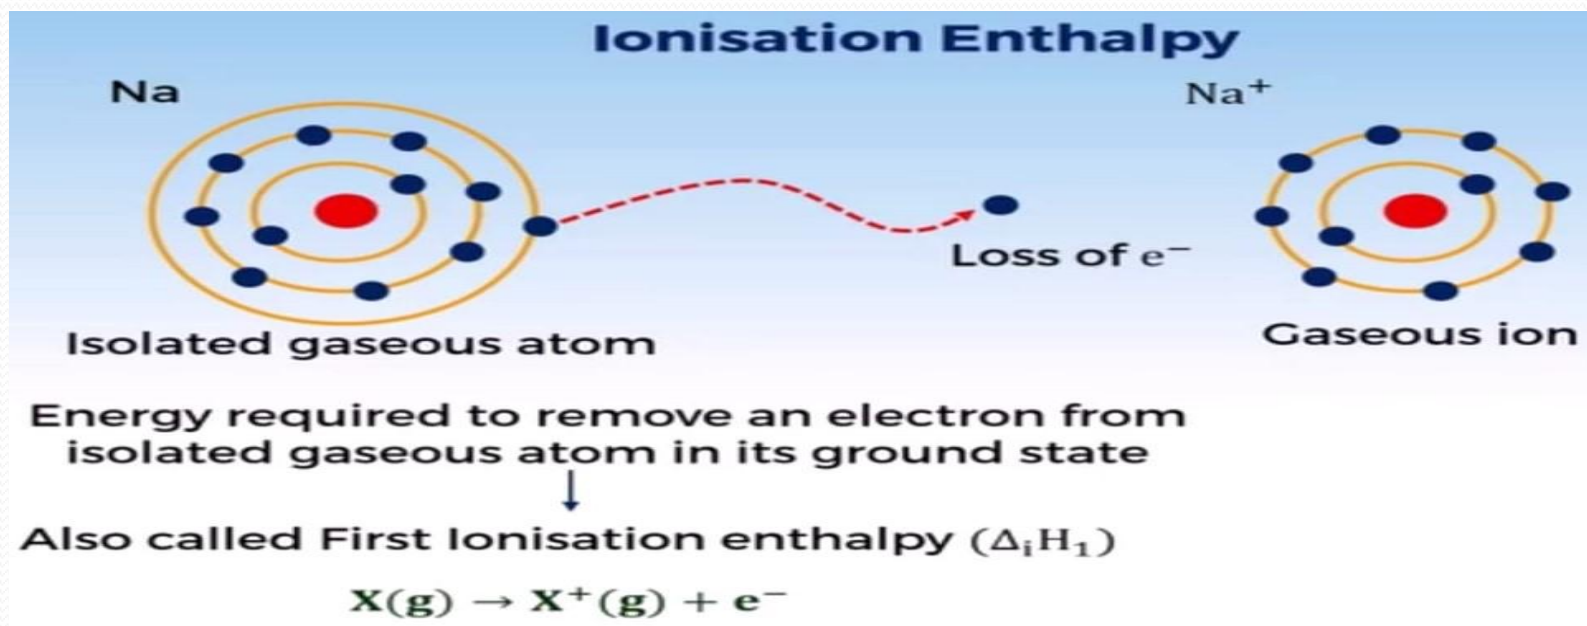 Ionisation Enthalpy
Na
Na⁺
Loss of e⁻
Isolated gaseous atom
Gaseous ion
Energy required to remove an electron from
isolated gaseous atom in its ground state
↓
Also called First Ionisation enthalpy (ΔᵢH₁)
X(g) → X⁺(g) + e⁻